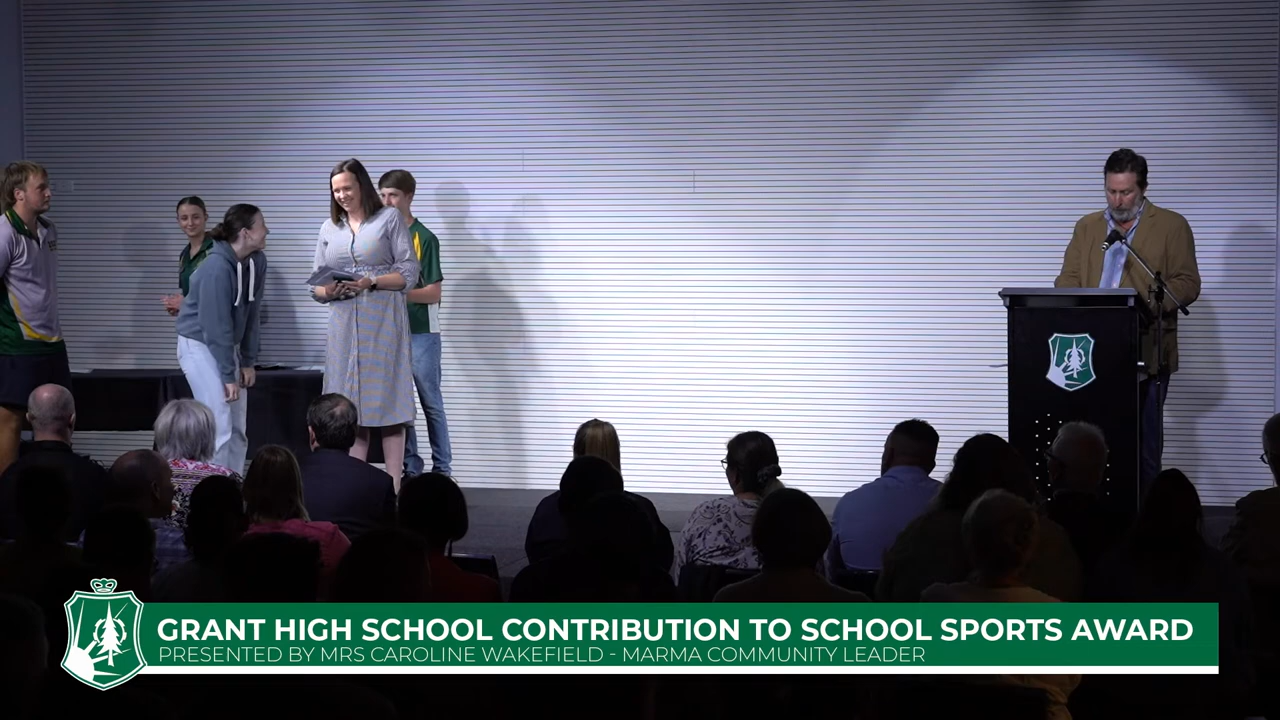 GRANT HIGH SCHOOL CONTRIBUTION TO SCHOOL SPORTS AWARD
PRESENTED BY MRS CAROLINE WAKEFIELD - MARMA COMMUNITY LEADER